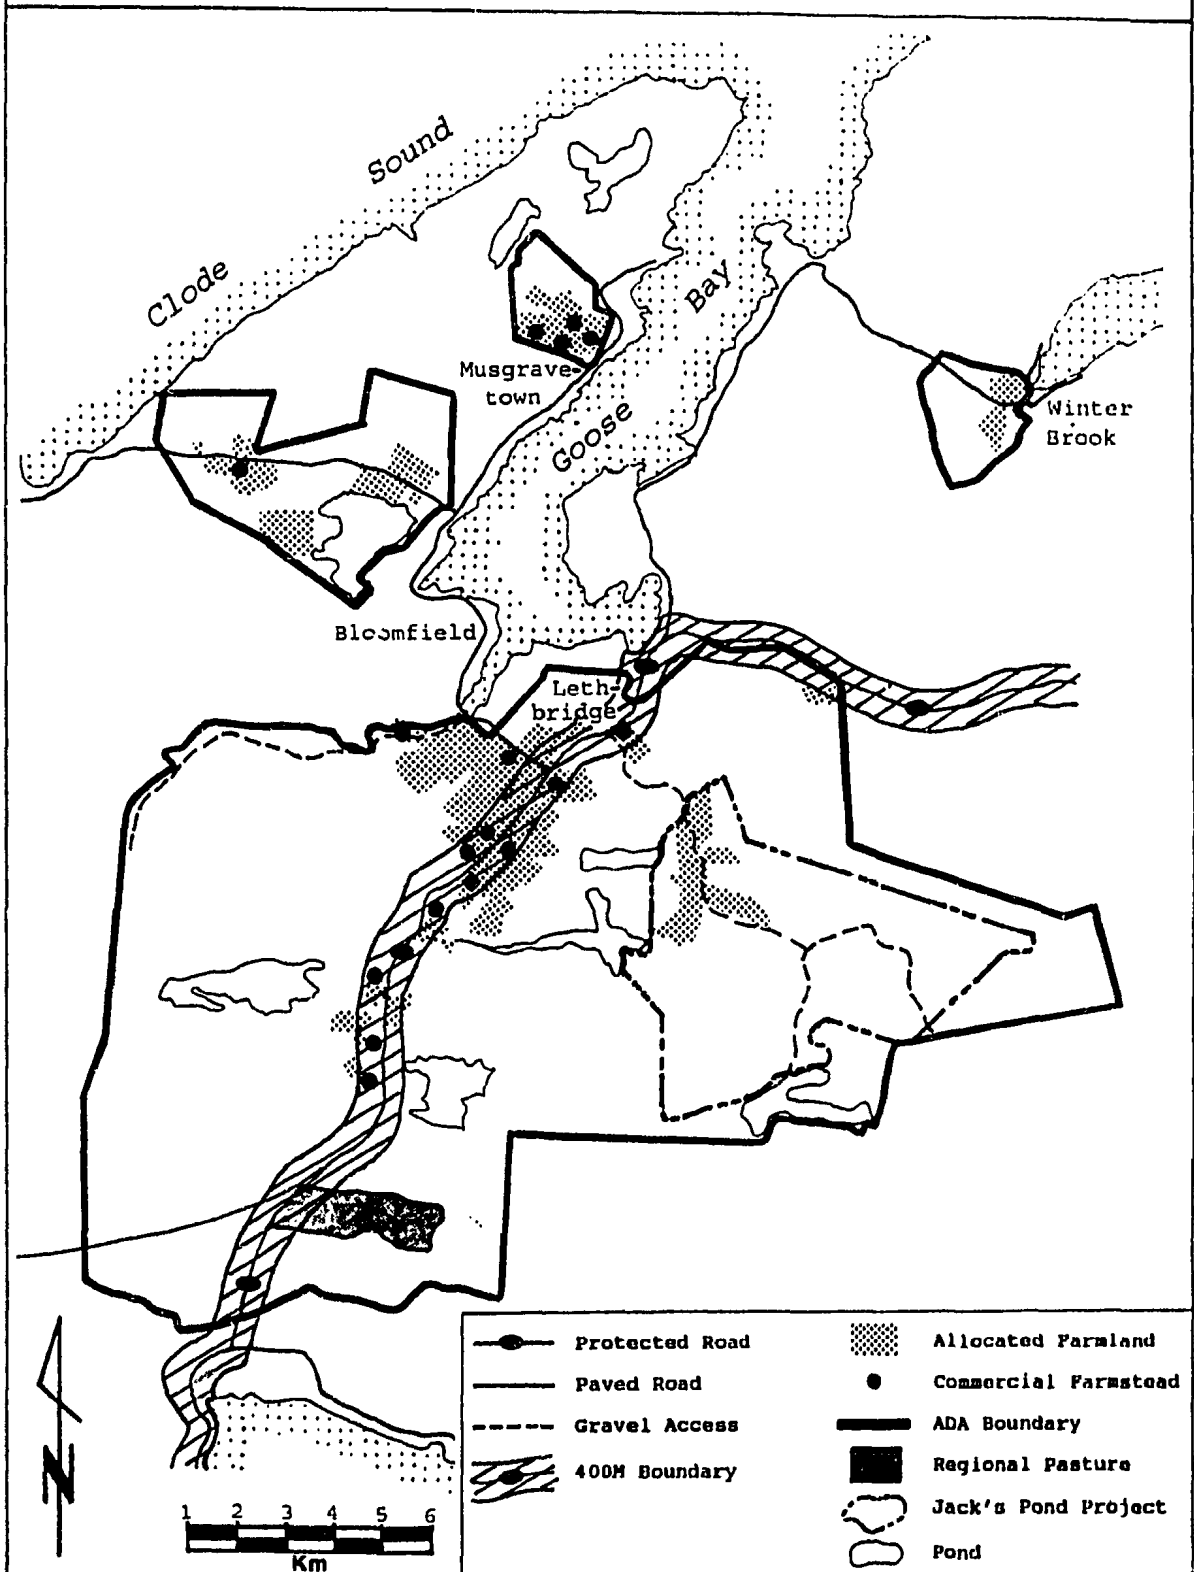 Sound
Clode
Bay
Musgrave-
town
Goose
Winter
Brook
Bloomfield
Leth-
bridge
N
1 2 3 4 5 6
Km
Protected Road
Paved Road
Gravel Access
400M Boundary
Allocated Farmland
Commercial Farmstead
ADA Boundary
Regional Pasture
Jack's Pond Project
Pond